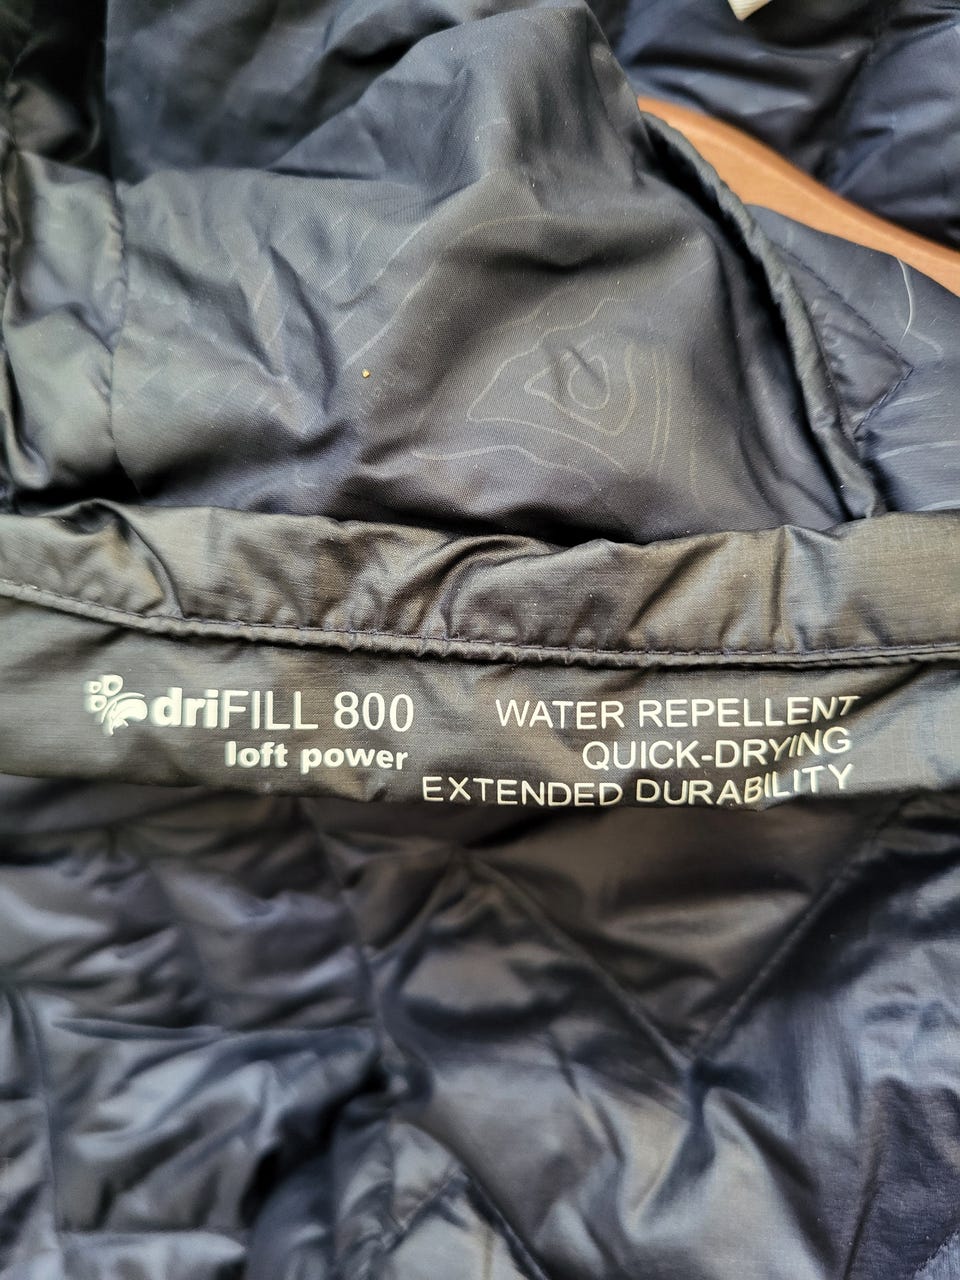 driFILL 800
loft power
WATER REPELLENT
QUICK-DRYING
EXTENDED DURABILITY